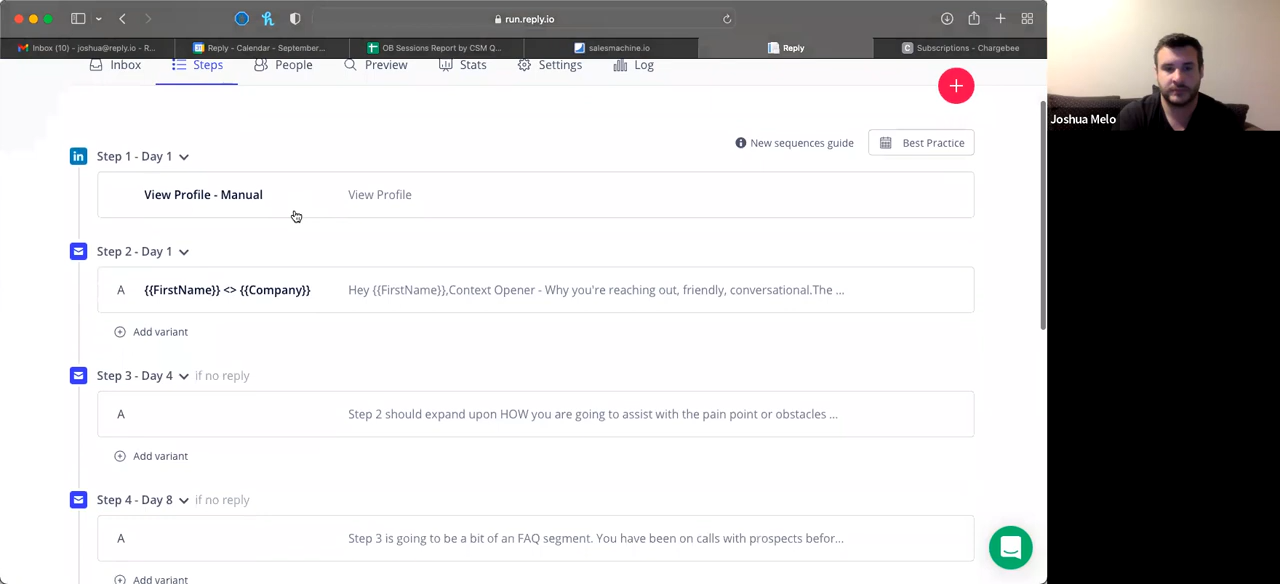 run.reply.io
Inbox (10) - joshua@reply.io - R...
Reply - Calendar - September...
OB Sessions Report by CSM Q...
salesmachine.io
Reply
Subscriptions - Chargebee
Inbox
Steps
People
Preview
Stats
Settings
Log
Joshua Melo
New sequences guide
Best Practice
in
Step 1 - Day 1
View Profile - Manual
View Profile
Step 2 - Day 1
A
{{FirstName}} <> {{Company}}
Hey {{FirstName}},Context Opener - Why you're reaching out, friendly, conversational.The ...
Add variant
Step 3 - Day 4
if no reply
A
Step 2 should expand upon HOW you are going to assist with the pain point or obstacles ...
Add variant
Step 4 - Day 8
if no reply
A
Step 3 is going to be a bit of an FAQ segment. You have been on calls with prospects befor...
Add variant